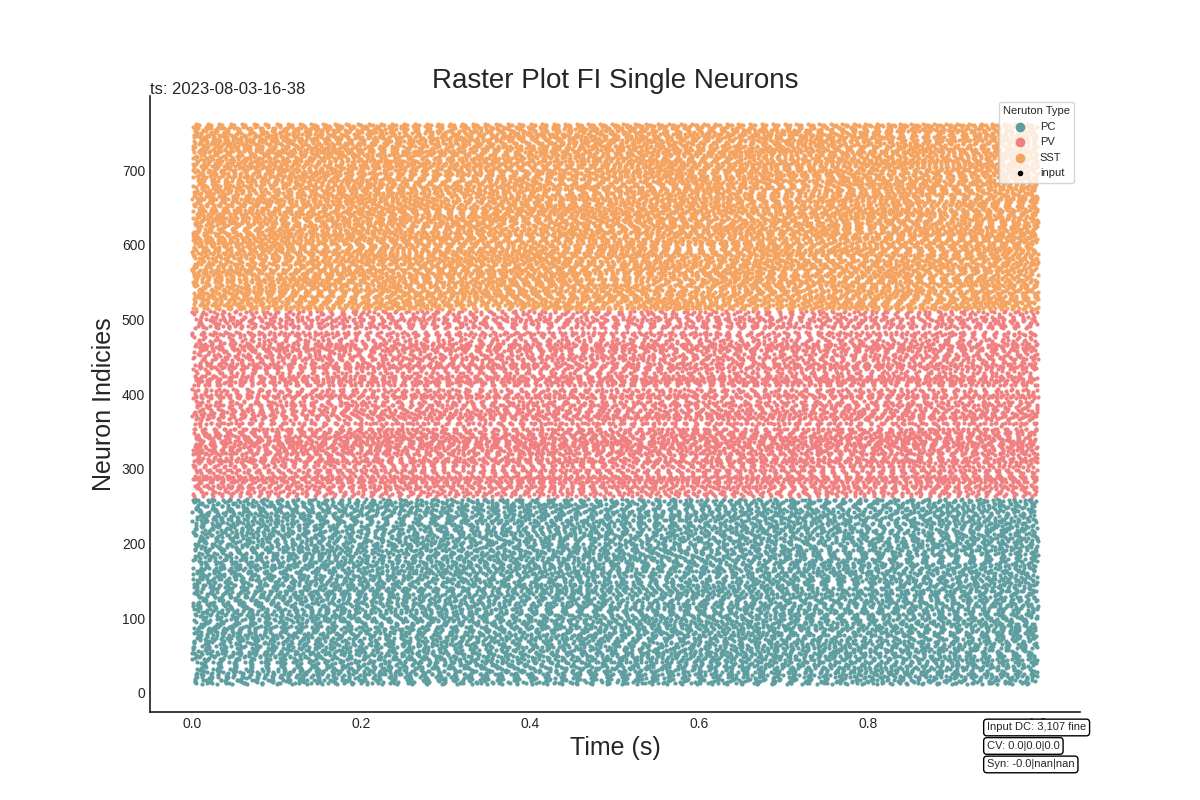 Raster Plot FI Single Neurons
ts: 2023-08-03-16-38
Neruton Type
PC
PV
SST
input
700
600
500
400
300
200
100
0
Neuron Indicies
0.0 0.2 0.4 0.6 0.8
Time (s)
Input DC: 3,107 fine
CV: 0.0|0.0|0.0
Syn: -0.0|nan|nan